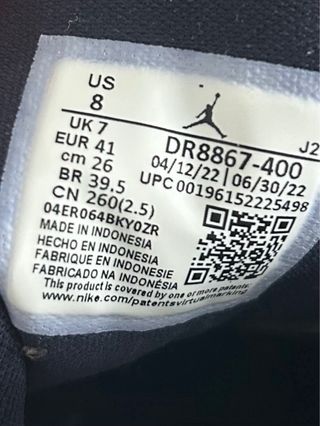 US
8
UK 7
EUR 41
cm 26
BR 39,5
CN 260(2.5)
04ER064BKY0ZR
J2
DR8867-400
04/12/22 | 06/30/22
UPC 00196152225498
MADE IN INDONESIA
HECHO EN INDONESIA
FABRIQUE EN INDONESIE
FABRICADO NA INDONÉSIA
This product is covered by one or more patents.
www.nike.com/patentsvirtualmarking